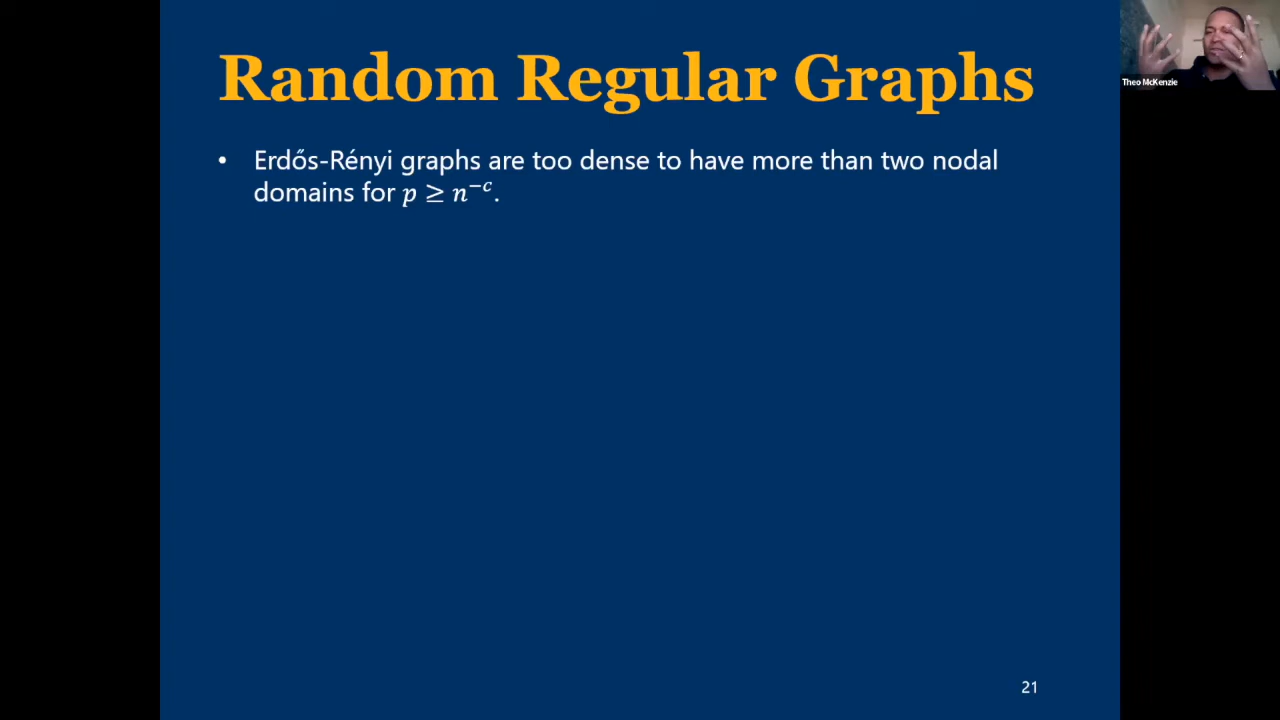 Random Regular Graphs
Theo McKenzie
• Erdős-Rényi graphs are too dense to have more than two nodal
domains for p ≥ n⁻ᶜ.
21